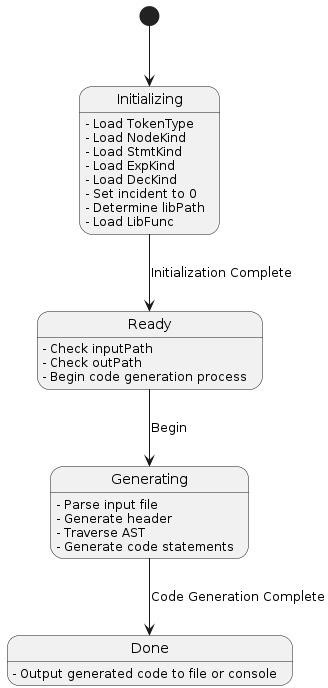 Initializing
- Load TokenType
- Load NodeKind
- Load StmtKind
- Load ExpKind
- Load DecKind
- Set incident to 0
- Determine libPath
- Load LibFunc
Initialization Complete
Ready
- Check inputPath
- Check outPath
- Begin code generation process
Begin
Generating
- Parse input file
- Generate header
- Traverse AST
- Generate code statements
Code Generation Complete
Done
- Output generated code to file or console